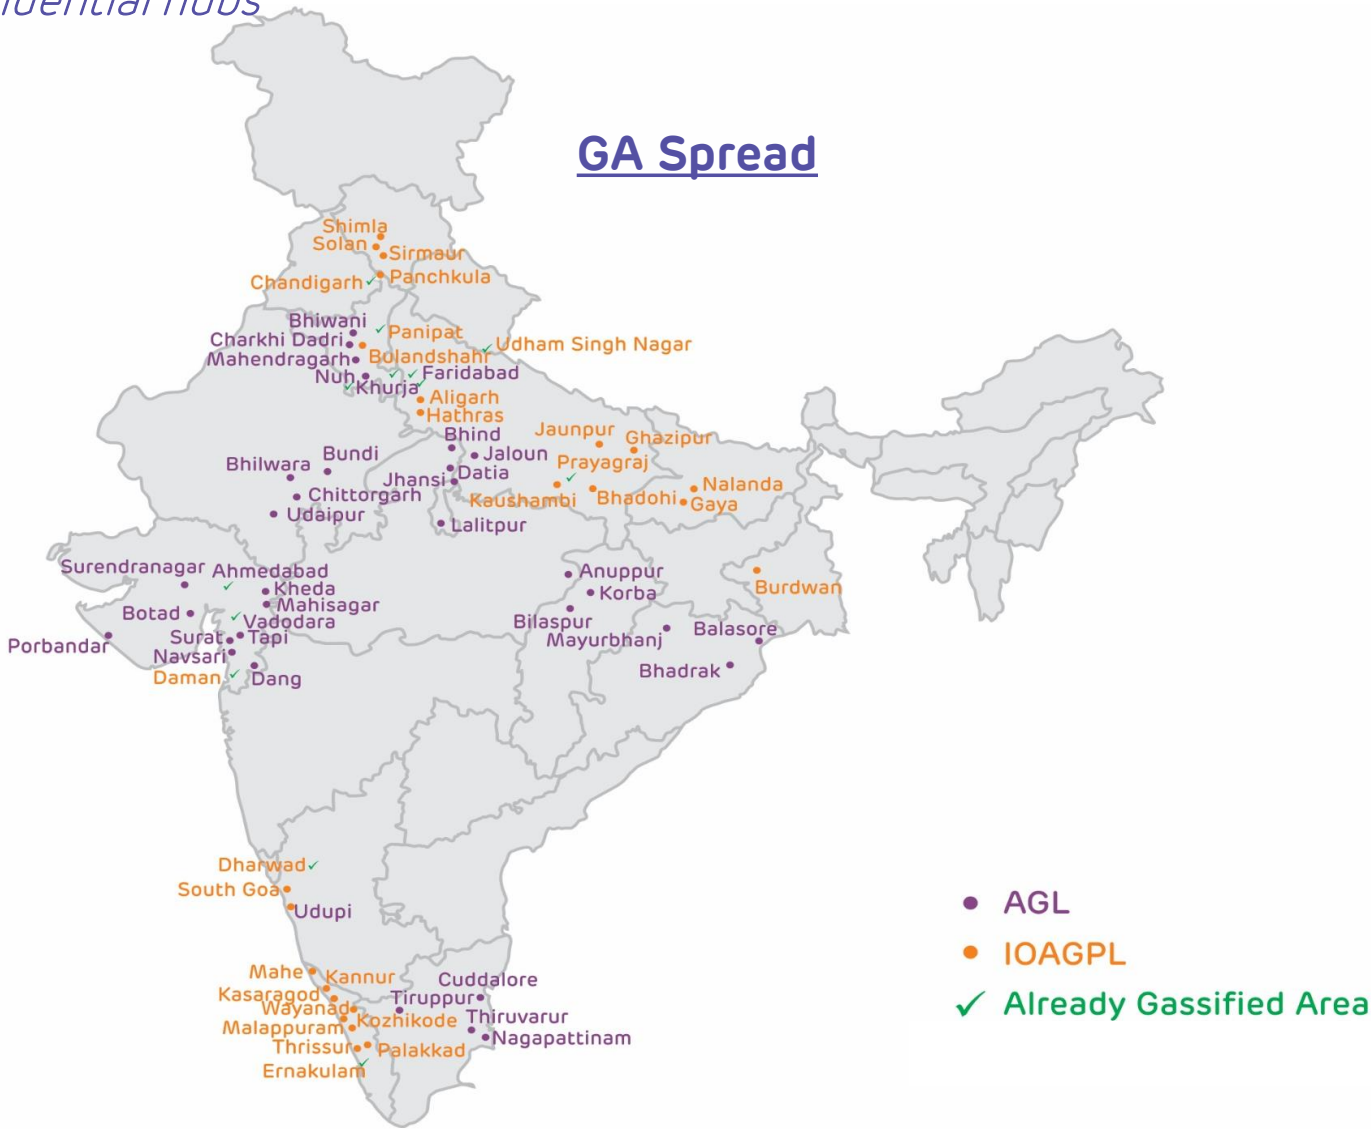 idential hubs
GA Spread
Shimla
Solan
Sirmaur
Chandigarh
Panchkula
Bhiwani
Panipat
Charkhi Dadri
Udham Singh Nagar
Mahendragarh
Bulandshahr
Nuh
Faridabad
Khurja
Aligarh
Hathras
Bhind
Jaunpur
Ghazipur
Bundi
Jaloun
Bhilwara
Prayagraj
Datia
Jhansi
Chittorgarh
Kaushambi
Bhadohi
Nalanda
Gaya
Udaipur
Lalitpur
Surendranagar
Ahmedabad
Anuppur
Kheda
Korba
Burdwan
Mahisagar
Botad
Vadodara
Bilaspur
Balasore
Surat
Tapi
Mayurbhanj
Porbandar
Navsari
Bhadrak
Daman
Dang
Dharwad
South Goa
Udupi
AGL
IOAGPL
Already Gassified Area
Mahe
Kannur
Cuddalore
Kasaragod
Tiruppur
Wayanad
Kozhikode
Thiruvarur
Malappuram
Nagapattinam
Thrissur
Palakkad
Ernakulam